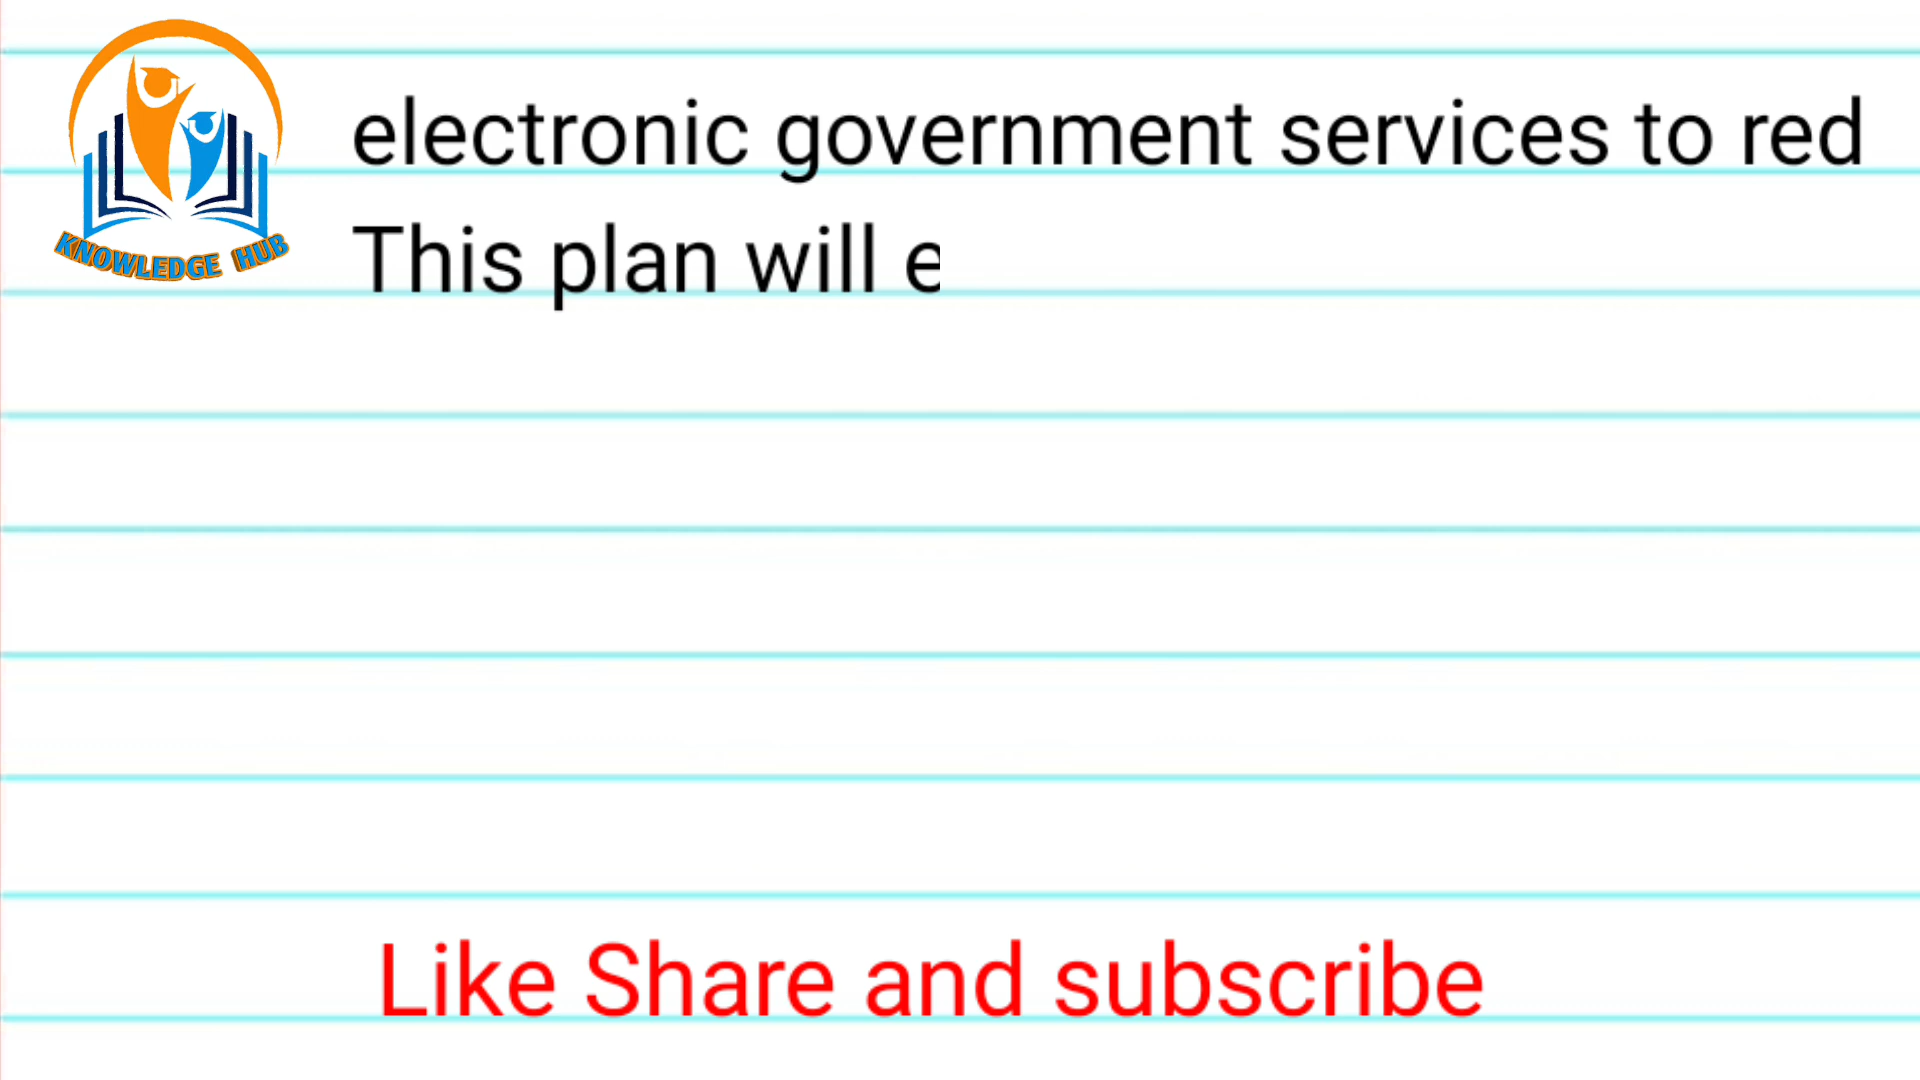 KNOWLEDGE HUB
electronic government services to red
This plan will e
Like Share and subscribe